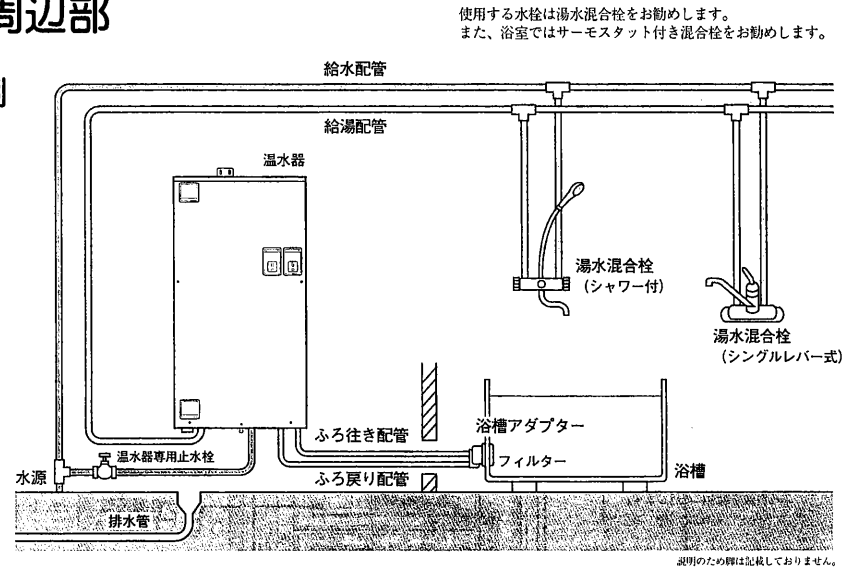 周辺部
使用する水栓は湯水混合栓をお勧めします。
また、浴室ではサーモスタット付き混合栓をお勧めします。
給水配管
給湯配管
温水器
湯水混合栓
(シャワー付)
湯水混合栓
(シングルレバー式)
ふろ往き配管
浴槽アダプター
温水器専用止水栓
フィルター
水源
ふろ戻り配管
浴槽
排水管
説明のため脚は記載しておりません。